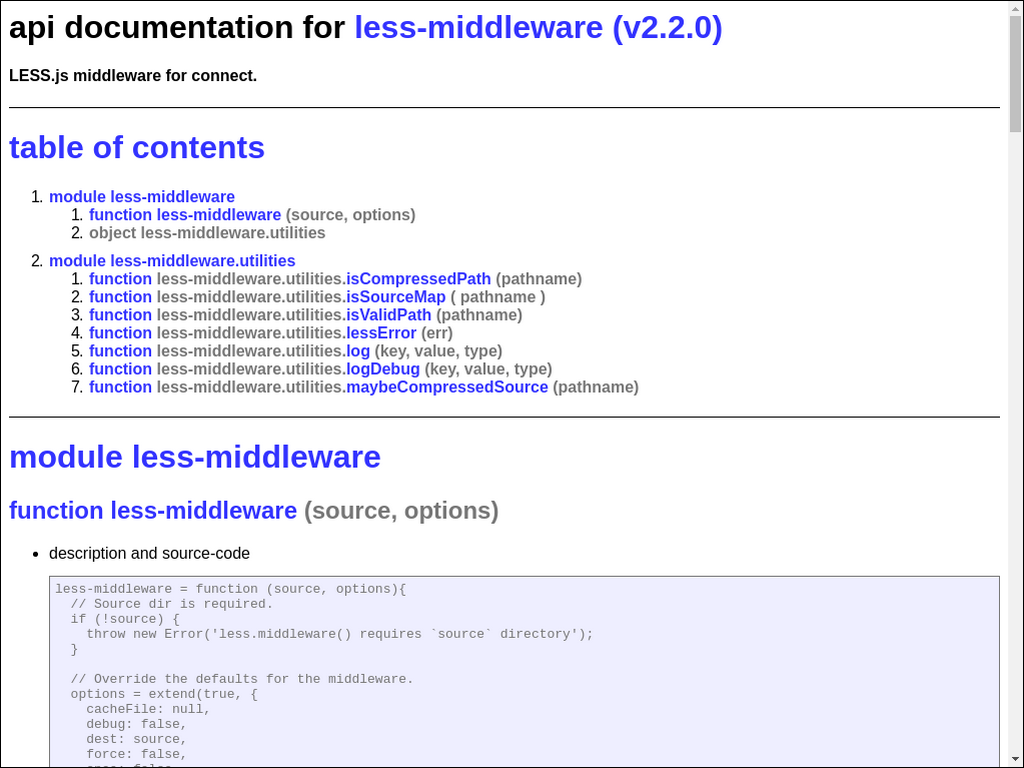 api documentation for less-middleware (v2.2.0)
LESS.js middleware for connect.
table of contents
1. module less-middleware
1. function less-middleware (source, options)
2. object less-middleware.utilities
2. module less-middleware.utilities
1. function less-middleware.utilities.isCompressedPath (pathname)
2. function less-middleware.utilities.isSourceMap ( pathname )
3. function less-middleware.utilities.isValidPath (pathname)
4. function less-middleware.utilities.lessError (err)
5. function less-middleware.utilities.log (key, value, type)
6. function less-middleware.utilities.logDebug (key, value, type)
7. function less-middleware.utilities.maybeCompressedSource (pathname)
module less-middleware
function less-middleware (source, options)
• description and source-code
less-middleware = function (source, options){
  // Source dir is required.
  if (!source) {
    throw new Error('less.middleware() requires `source` directory');
  }
  // Override the defaults for the middleware.
  options = extend(true, {
    cacheFile: null,
    debug: false,
    dest: source,
    force: false,